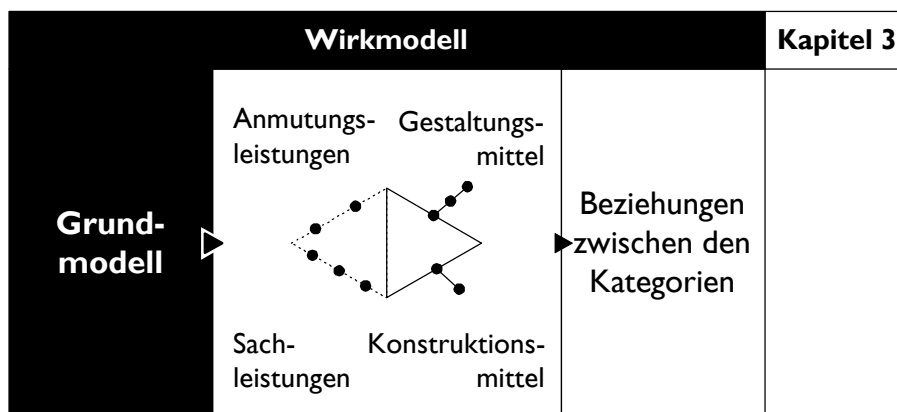 Wirkmodell
Kapitel 3
Anmutungs-
leistungen
Gestaltungs-
mittel
Grund-
modell
Beziehungen
zwischen den
Kategorien
Sach-
leistungen
Konstruktions-
mittel